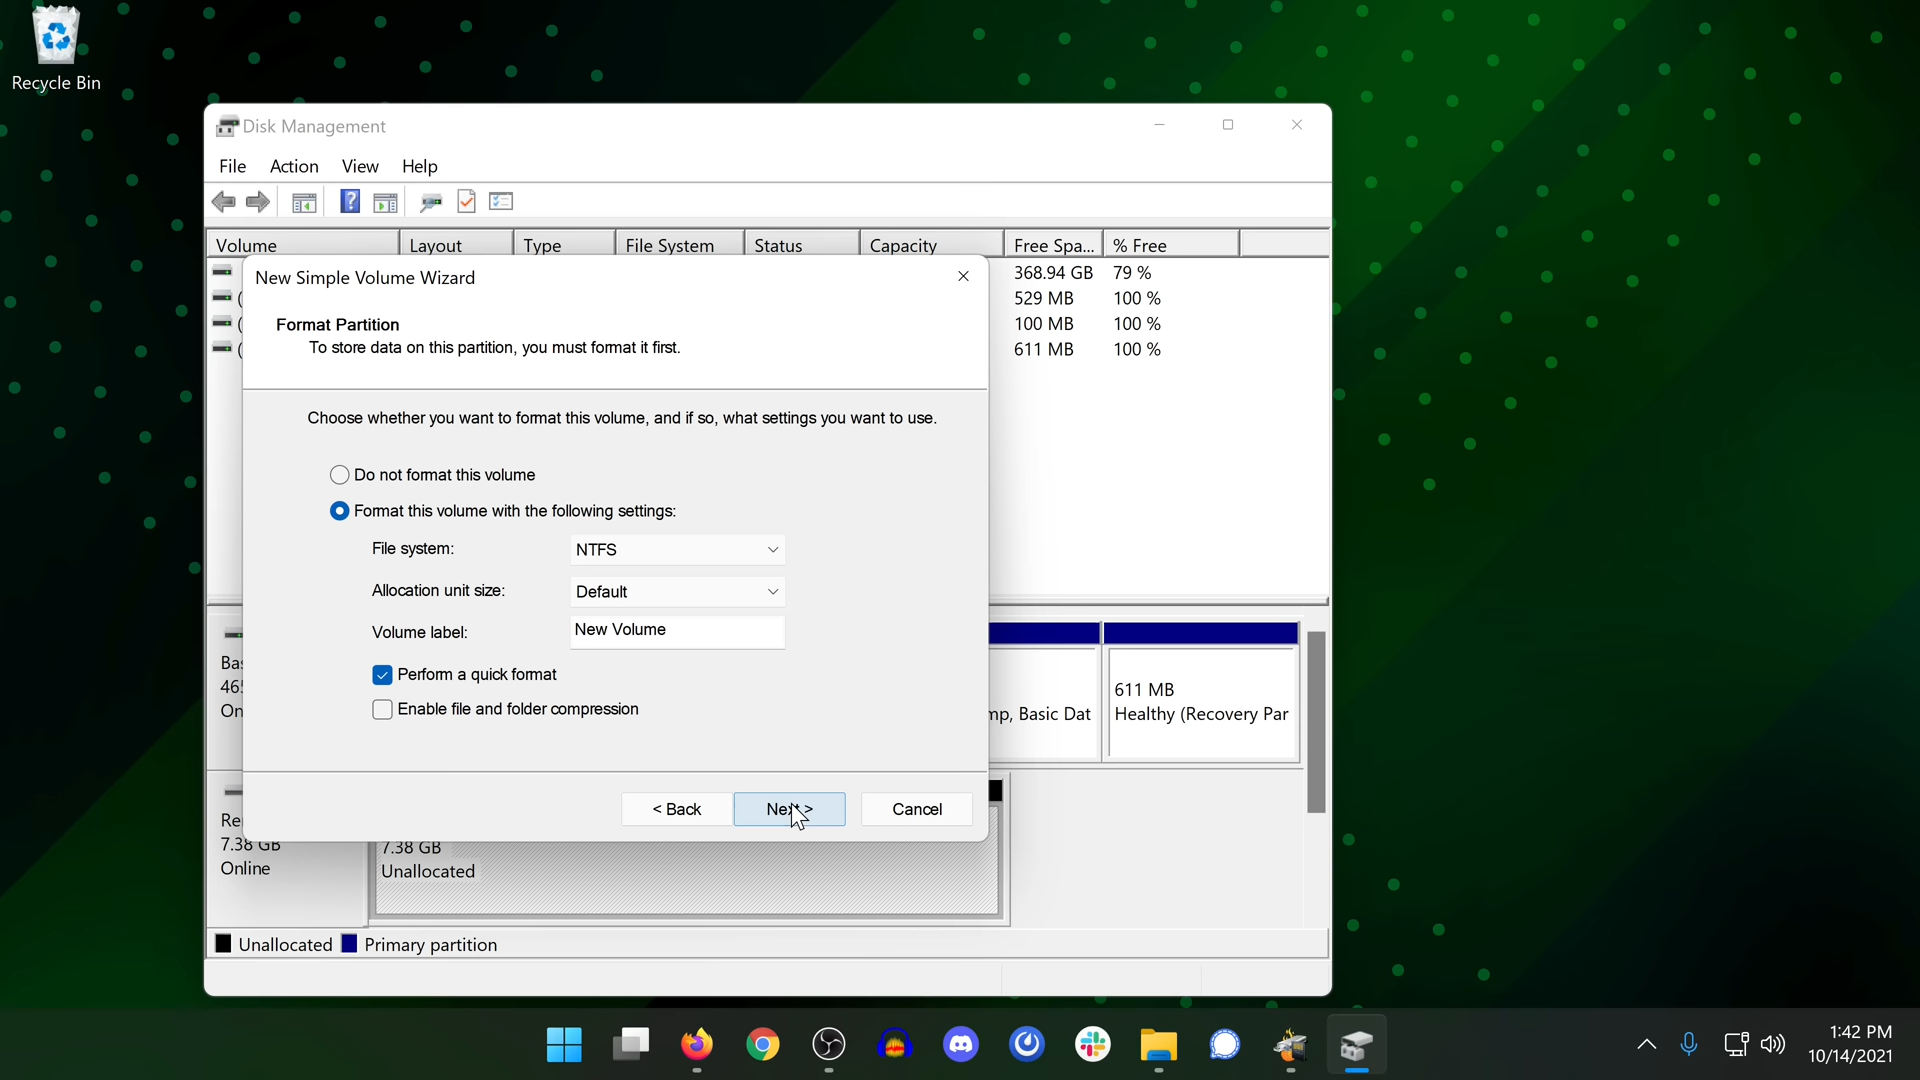 Recycle Bin
Disk Management
File Action View Help
Volume Layout Type File System Status Capacity Free Spa... % Free
368.94 GB 79 %
529 MB 100 %
100 MB 100 %
611 MB 100 %
New Simple Volume Wizard
Format Partition
To store data on this partition, you must format it first.
Choose whether you want to format this volume, and if so, what settings you want to use.
Do not format this volume
Format this volume with the following settings:
File system: NTFS
Allocation unit size: Default
Volume label: New Volume
Perform a quick format
Enable file and folder compression
< Back Next > Cancel
Bas
465
On
mp, Basic Dat
611 MB
Healthy (Recovery Par
Re
7.38 GB
Online
7.38 GB
Unallocated
Unallocated Primary partition
1:42 PM
10/14/2021